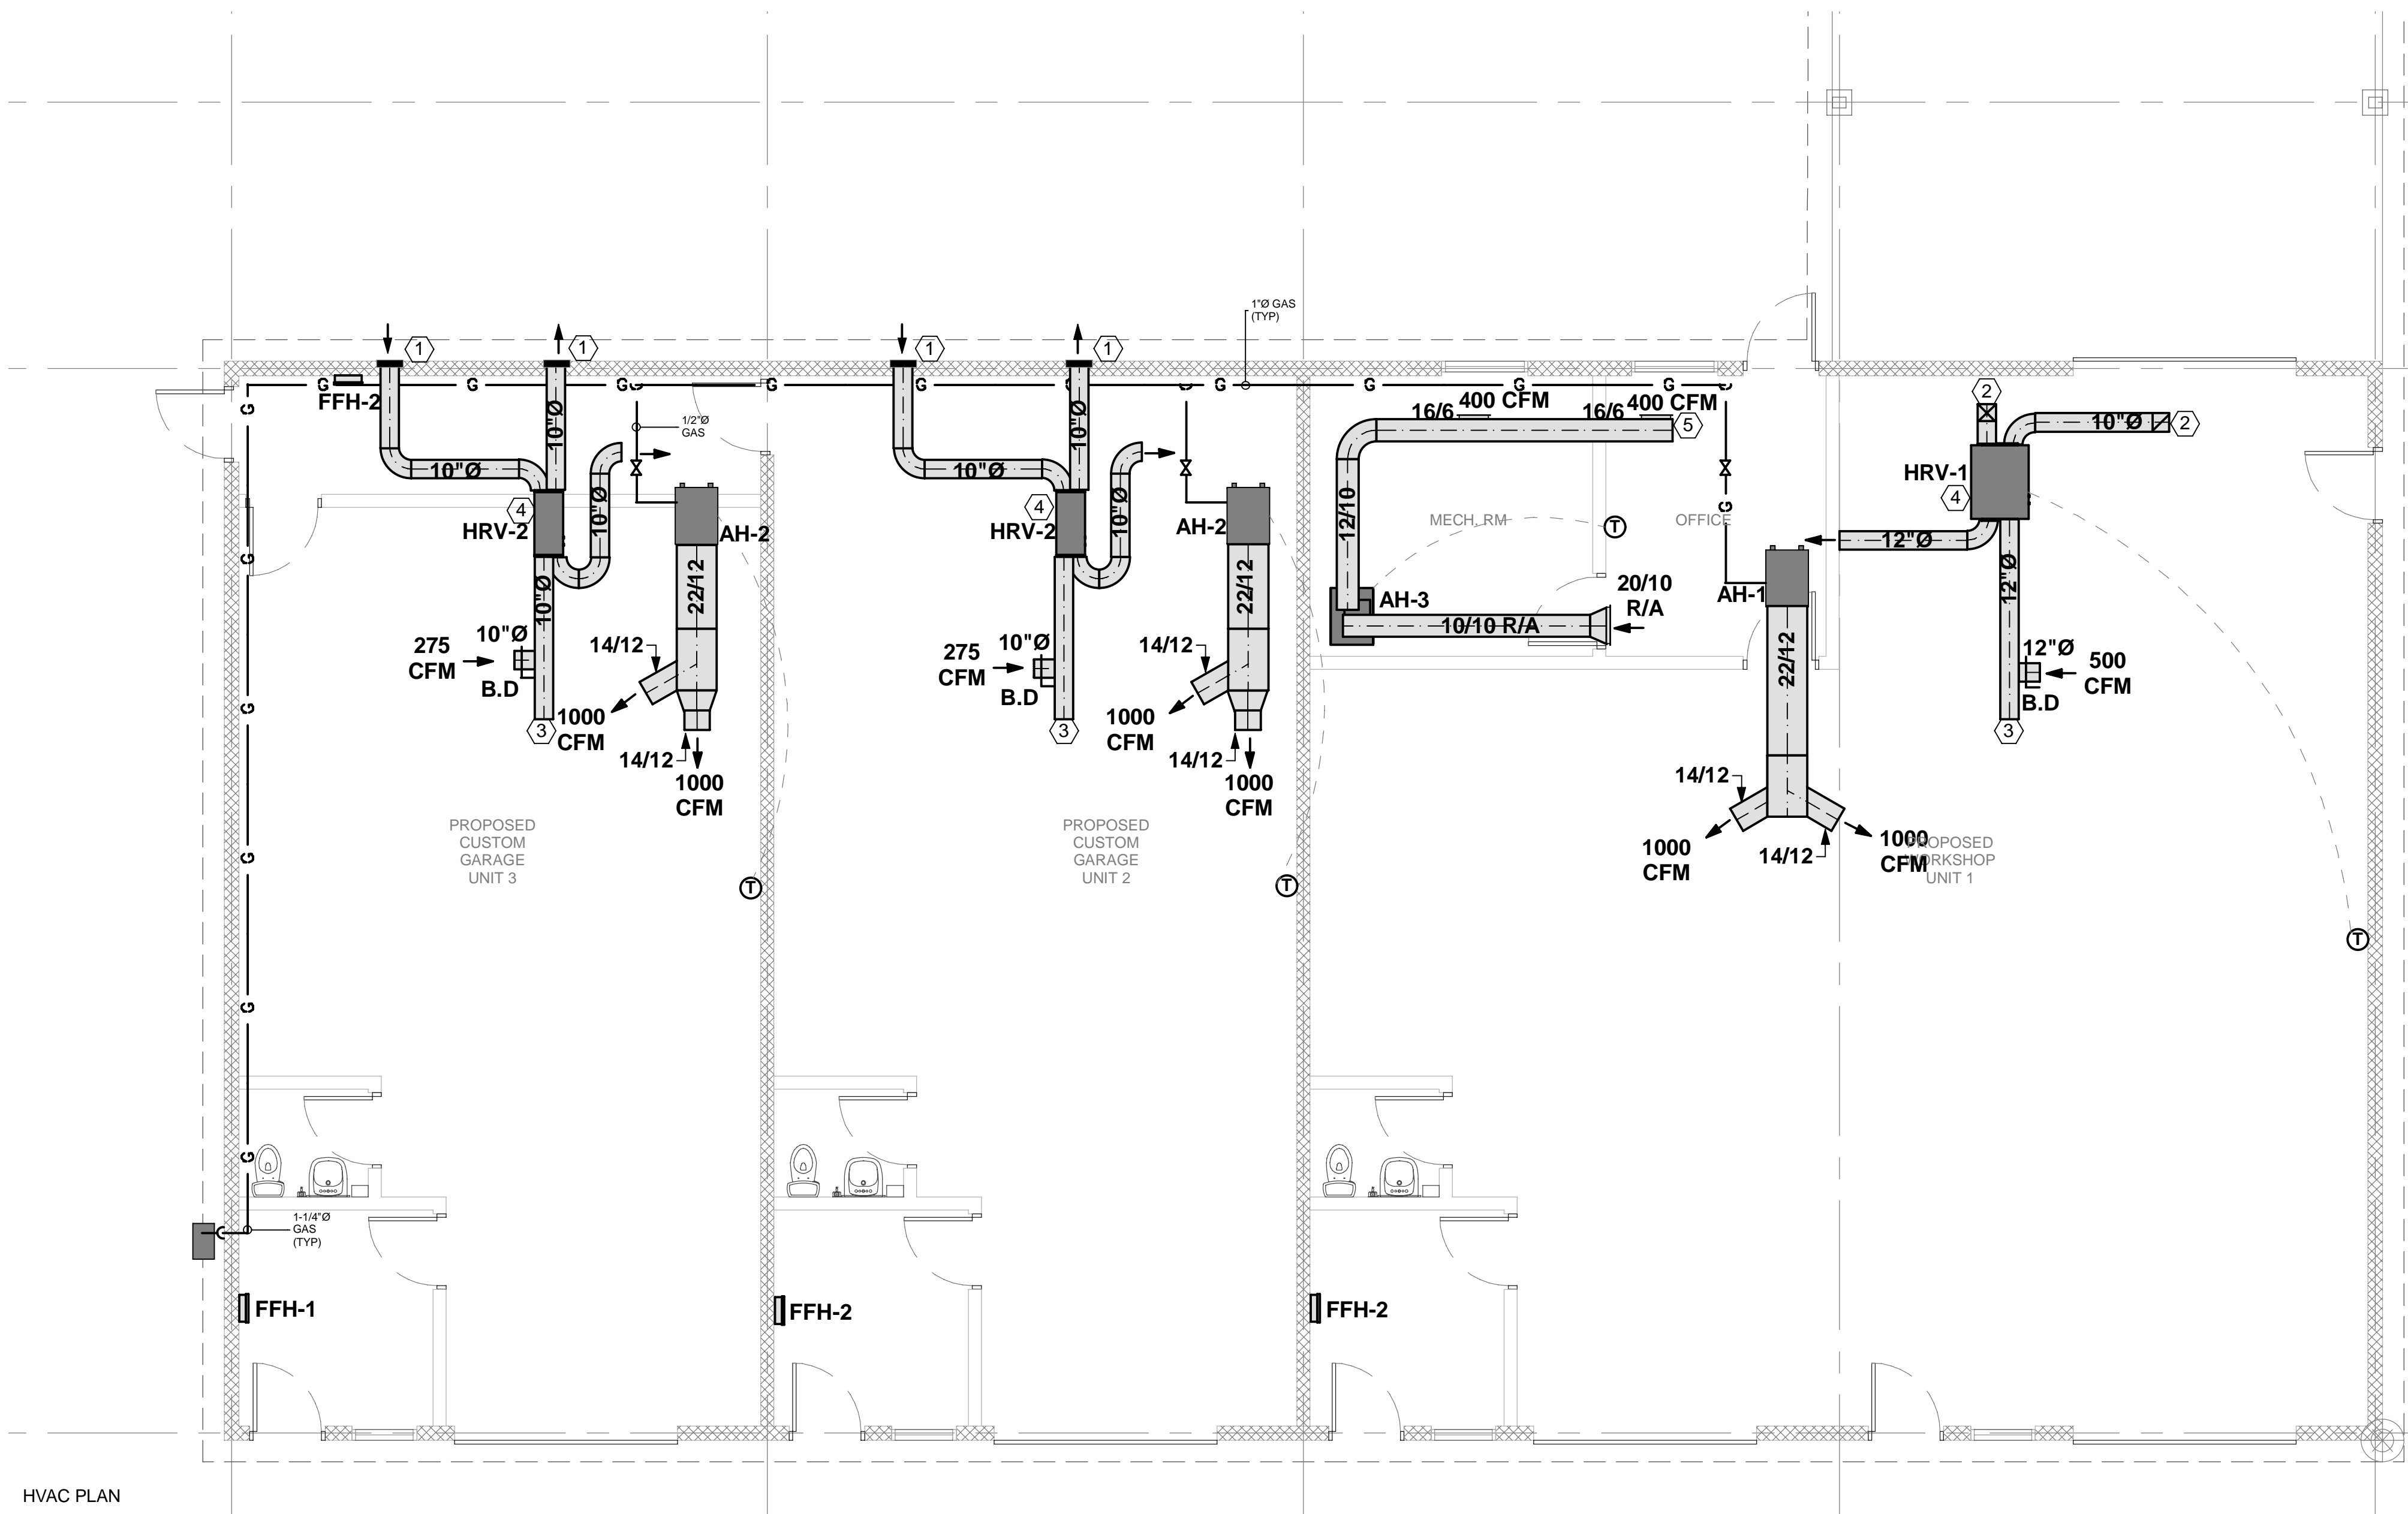 1"Ø GAS
(TYP)
1
1
1
1
G
G
G
G
G
G
G
G
G
G
FFH-2
10"Ø
1/2"Ø
GAS
10"Ø
16/6
400 CFM
16/6
400 CFM
5
2
10"Ø
2
G
10"Ø
10"Ø
HRV-1
4
4
HRV-2
10"Ø
AH-2
4
HRV-2
10"Ø
AH-2
12/10
MECH. RM
T
OFFICE
G
12"Ø
G
10"Ø
22/12
22/12
AH-3
20/10
R/A
10/10 R/A
AH-1
12"Ø
275
CFM
10"Ø
B.D
14/12
275
CFM
10"Ø
B.D
14/12
22/12
12"Ø
500
CFM
B.D
G
1000
CFM
3
14/12
1000
CFM
1000
CFM
3
14/12
1000
CFM
3
14/12
1000
CFM
14/12
1000
CFM
PROPOSED
CUSTOM
GARAGE
UNIT 3
PROPOSED
CUSTOM
GARAGE
UNIT 2
PROPOSED
WORKSHOP
UNIT 1
G
T
T
T
G
G
1-1/4"Ø
GAS
(TYP)
FFH-1
FFH-2
FFH-2
HVAC PLAN